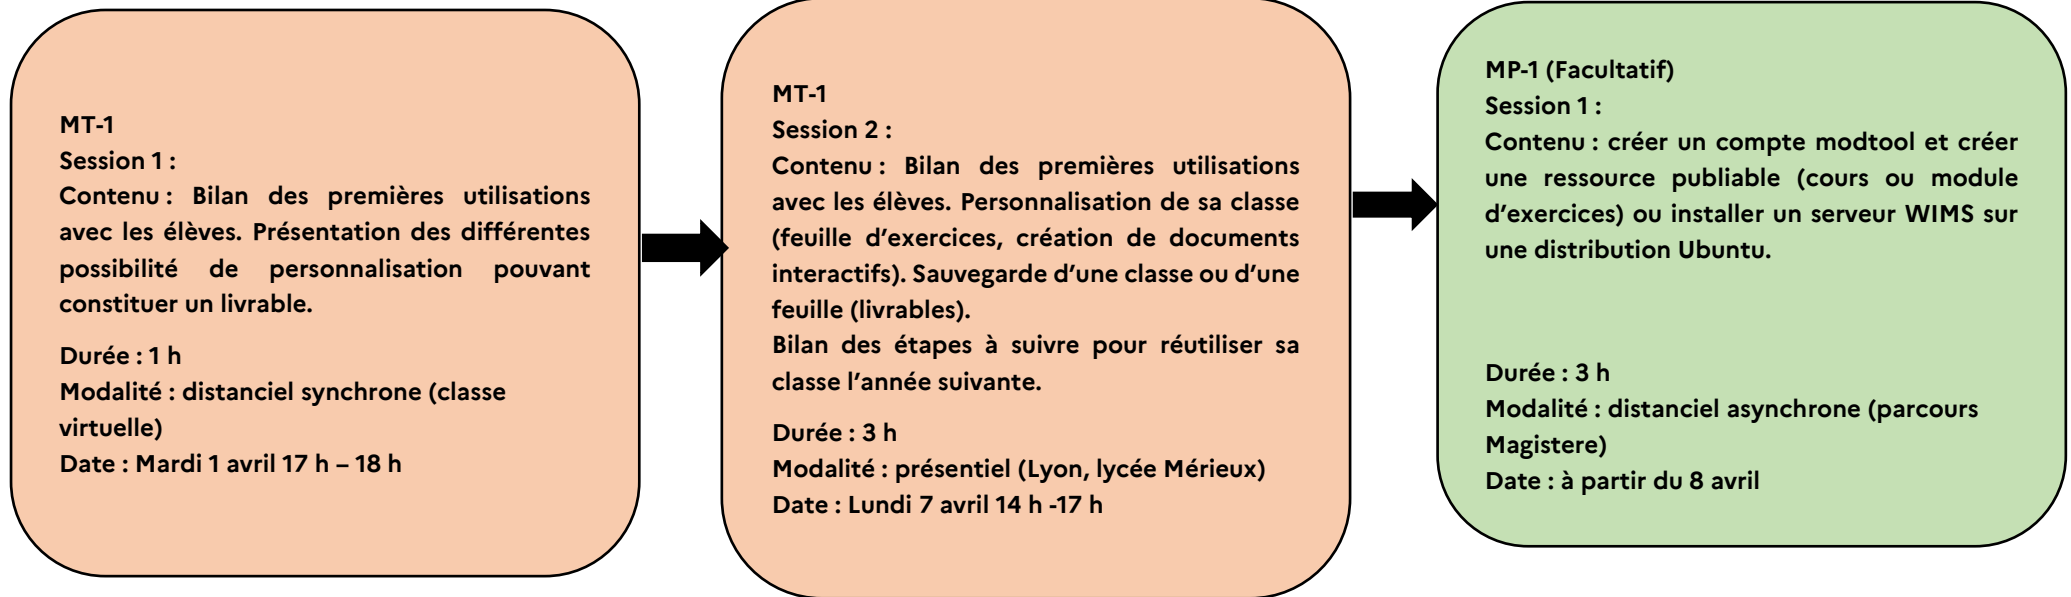 MT-1
Session 1 :
Contenu : Bilan des premières utilisations
avec les élèves. Présentation des différentes
possibilité de personnalisation pouvant
constituer un livrable.
Durée : 1 h
Modalité : distanciel synchrone (classe
virtuelle)
Date : Mardi 1 avril 17 h – 18 h
MT-1
Session 2 :
Contenu : Bilan des premières utilisations
avec les élèves. Personnalisation de sa classe
(feuille d’exercices, création de documents
interactifs). Sauvegarde d’une classe ou d’une
feuille (livrables).
Bilan des étapes à suivre pour réutiliser sa
classe l’année suivante.
Durée : 3 h
Modalité : présentiel (Lyon, lycée Mérieux)
Date : Lundi 7 avril 14 h -17 h
MP-1 (Facultatif)
Session 1 :
Contenu : créer un compte modtool et créer
une ressource publiable (cours ou module
d’exercices) ou installer un serveur WIMS sur
une distribution Ubuntu.
Durée : 3 h
Modalité : distanciel asynchrone (parcours
Magistere)
Date : à partir du 8 avril